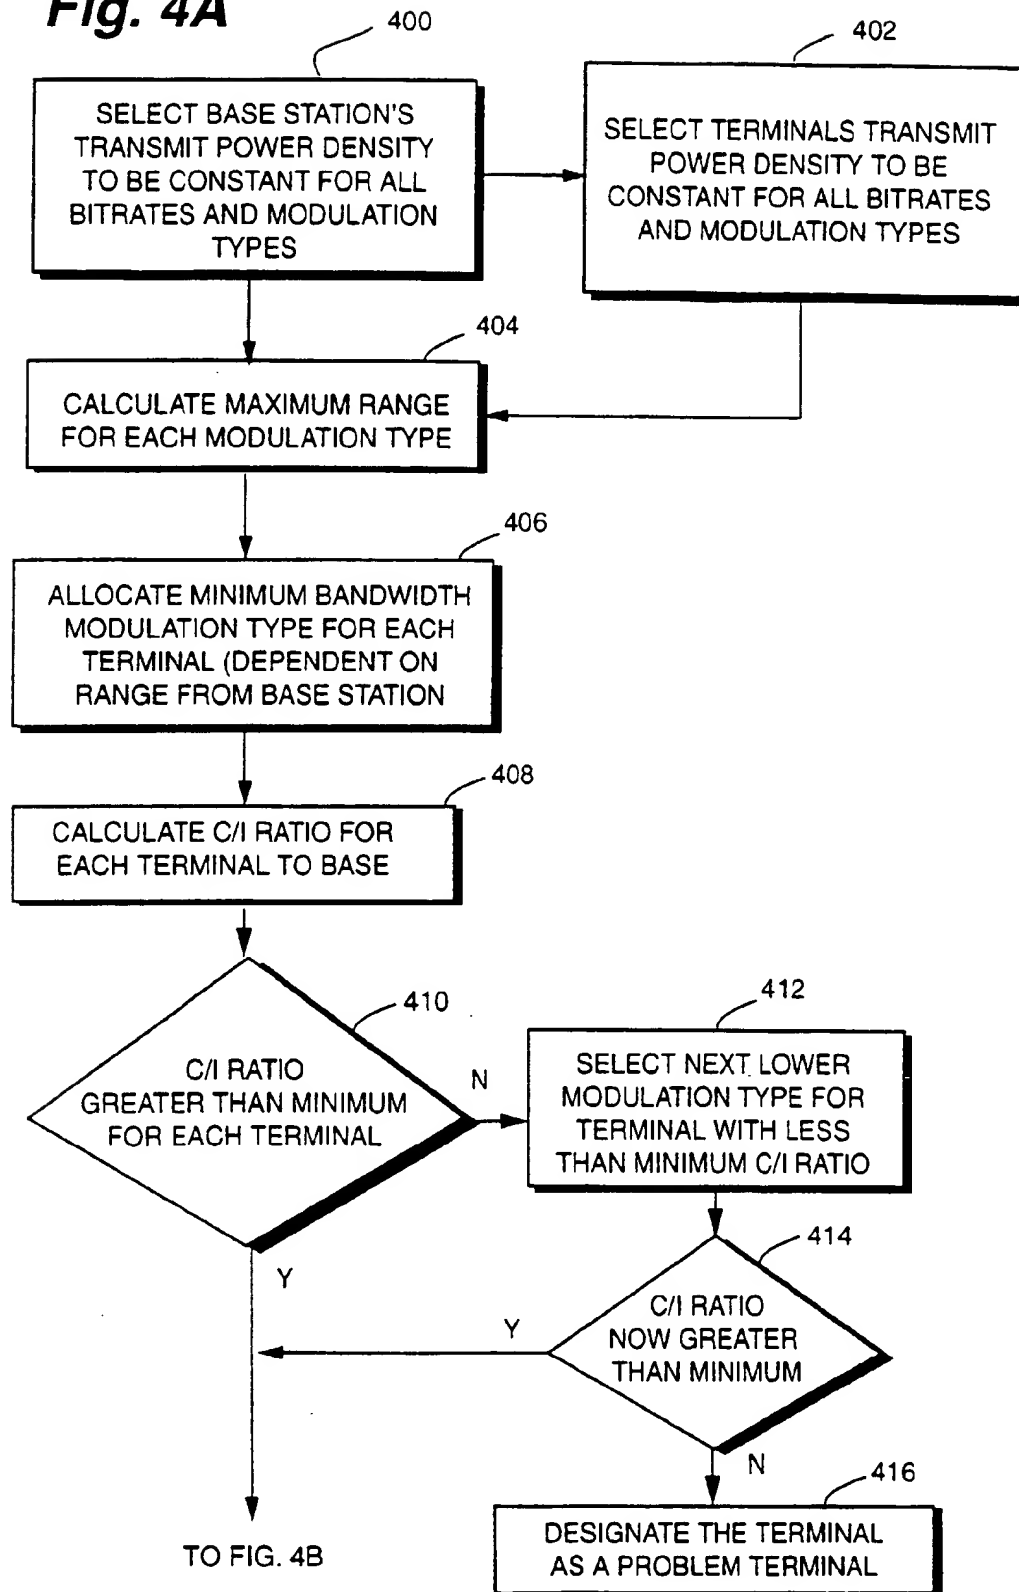 Fig. 4A
400
SELECT BASE STATION'S
TRANSMIT POWER DENSITY
TO BE CONSTANT FOR ALL
BITRATES AND MODULATION
TYPES
402
SELECT TERMINALS TRANSMIT
POWER DENSITY TO BE
CONSTANT FOR ALL BITRATES
AND MODULATION TYPES
404
CALCULATE MAXIMUM RANGE
FOR EACH MODULATION TYPE
406
ALLOCATE MINIMUM BANDWIDTH
MODULATION TYPE FOR EACH
TERMINAL (DEPENDENT ON
RANGE FROM BASE STATION
408
CALCULATE C/I RATIO FOR
EACH TERMINAL TO BASE
410
C/I RATIO
GREATER THAN MINIMUM
FOR EACH TERMINAL
N
Y
412
SELECT NEXT LOWER
MODULATION TYPE FOR
TERMINAL WITH LESS
THAN MINIMUM C/I RATIO
414
C/I RATIO
NOW GREATER
THAN MINIMUM
Y
N
416
DESIGNATE THE TERMINAL
AS A PROBLEM TERMINAL
TO FIG. 4B